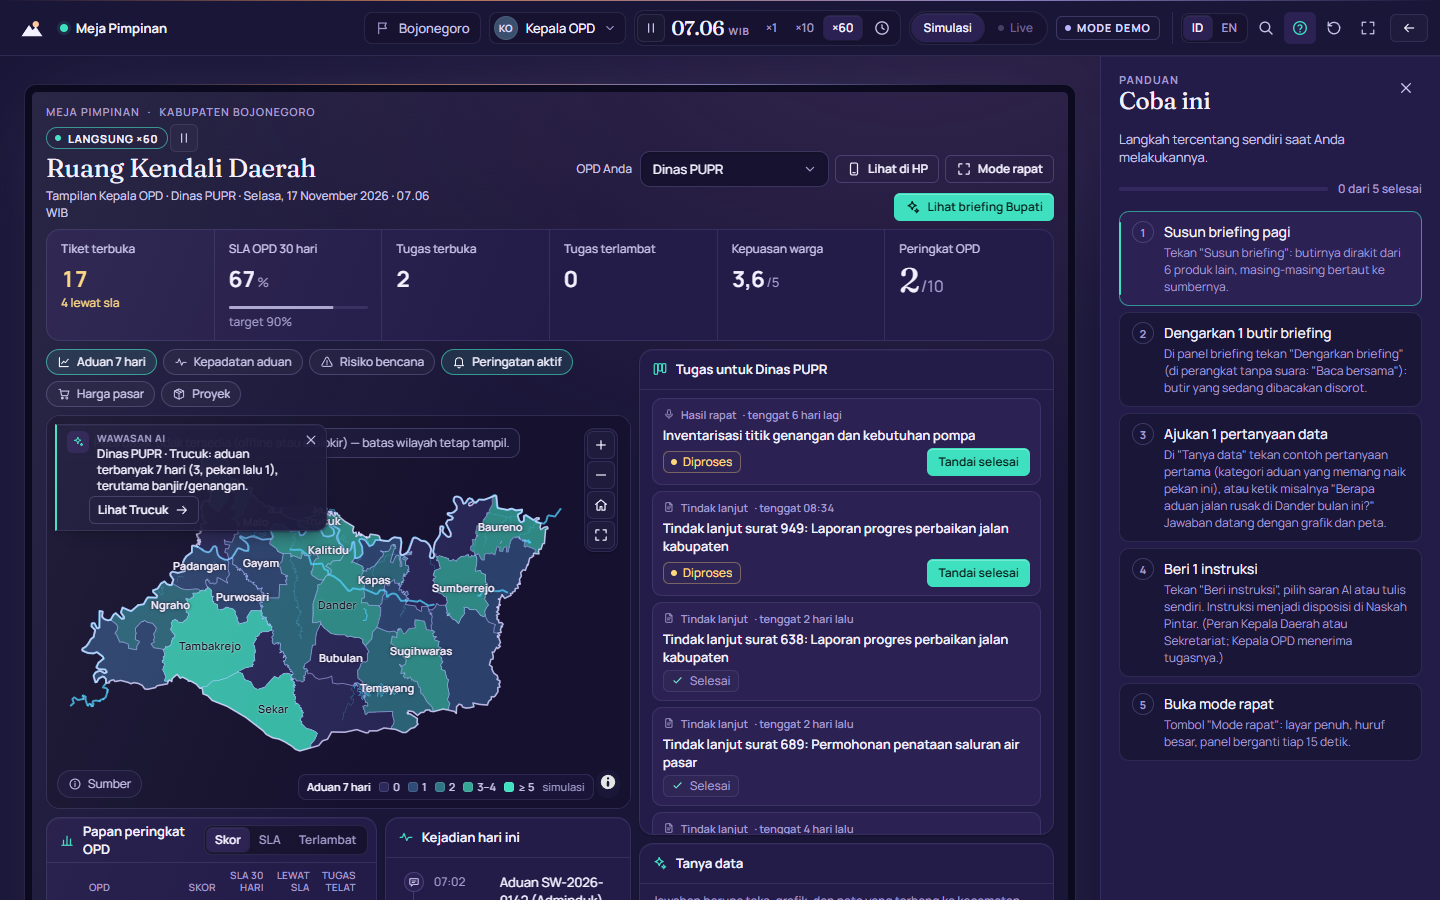 Meja Pimpinan
Bojonegoro
KO Kepala OPD
07.06 WIB
×1 ×10 ×60
Simulasi
Live
MODE DEMO
ID EN
MEJA PIMPINAN · KABUPATEN BOJONEGORO
LANGSUNG ×60
Ruang Kendali Daerah
Tampilan Kepala OPD · Dinas PUPR · Selasa, 17 November 2026 · 07.06
WIB
OPD Anda
Dinas PUPR
Lihat di HP
Mode rapat
Lihat briefing Bupati
Tiket terbuka
17
4 lewat sla
SLA OPD 30 hari
67 %
target 90%
Tugas terbuka
2
Tugas terlambat
0
Kepuasan warga
3,6 /5
Peringkat OPD
2 /10
Aduan 7 hari
Kepadatan aduan
Risiko bencana
Peringatan aktif
Harga pasar
Proyek
WAWASAN AI
Dinas PUPR · Trucuk: aduan
terbanyak 7 hari (3, pekan lalu 1),
terutama banjir/genangan.
Lihat Trucuk
— batas wilayah tetap tampil.
Baureno
Kalitidu
Padangan
Gayam
Kapas
Sumberrejo
Purwosari
Ngraho
Dander
Tambakrejo
Bubulan
Sugihwaras
Temayang
Sekar
Sumber
Aduan 7 hari 0 1 2 3–4 ≥ 5 simulasi
Papan peringkat
OPD
Skor SLA Terlambat
OPD
SKOR
SLA 30
HARI
LEWAT
SLA
TUGAS
TELAT
Kejadian hari ini
07:02
Aduan SW-2026-
0142 (Adminduk)
Tugas untuk Dinas PUPR
Hasil rapat · tenggat 6 hari lagi
Inventarisasi titik genangan dan kebutuhan pompa
Diproses
Tandai selesai
Tindak lanjut · tenggat 08:34
Tindak lanjut surat 949: Laporan progres perbaikan jalan
kabupaten
Diproses
Tandai selesai
Tindak lanjut · tenggat 2 hari lalu
Tindak lanjut surat 638: Laporan progres perbaikan jalan
kabupaten
Selesai
Tindak lanjut · tenggat 2 hari lalu
Tindak lanjut surat 689: Permohonan penataan saluran air
pasar
Selesai
Tindak lanjut · tenggat 4 hari lalu
Tanya data
PANDUAN
Coba ini
Langkah tercentang sendiri saat Anda
melakukannya.
0 dari 5 selesai
1
Susun briefing pagi
Tekan "Susun briefing": butirnya dirakit dari
6 produk lain, masing-masing bertaut ke
sumbernya.
2
Dengarkan 1 butir briefing
Di panel briefing tekan "Dengarkan briefing"
(di perangkat tanpa suara: "Baca bersama"):
butir yang sedang dibacakan disorot.
3
Ajukan 1 pertanyaan data
Di "Tanya data" tekan contoh pertanyaan
pertama (kategori aduan yang memang naik
pekan ini), atau ketik misalnya "Berapa
aduan jalan rusak di Dander bulan ini?"
Jawaban datang dengan grafik dan peta.
4
Beri 1 instruksi
Tekan "Beri instruksi", pilih saran AI atau tulis
sendiri. Instruksi menjadi disposisi di Naskah
Pintar. (Peran Kepala Daerah atau
Sekretariat; Kepala OPD menerima
tugasnya.)
5
Buka mode rapat
Tombol "Mode rapat": layar penuh, huruf
besar, panel berganti tiap 15 detik.